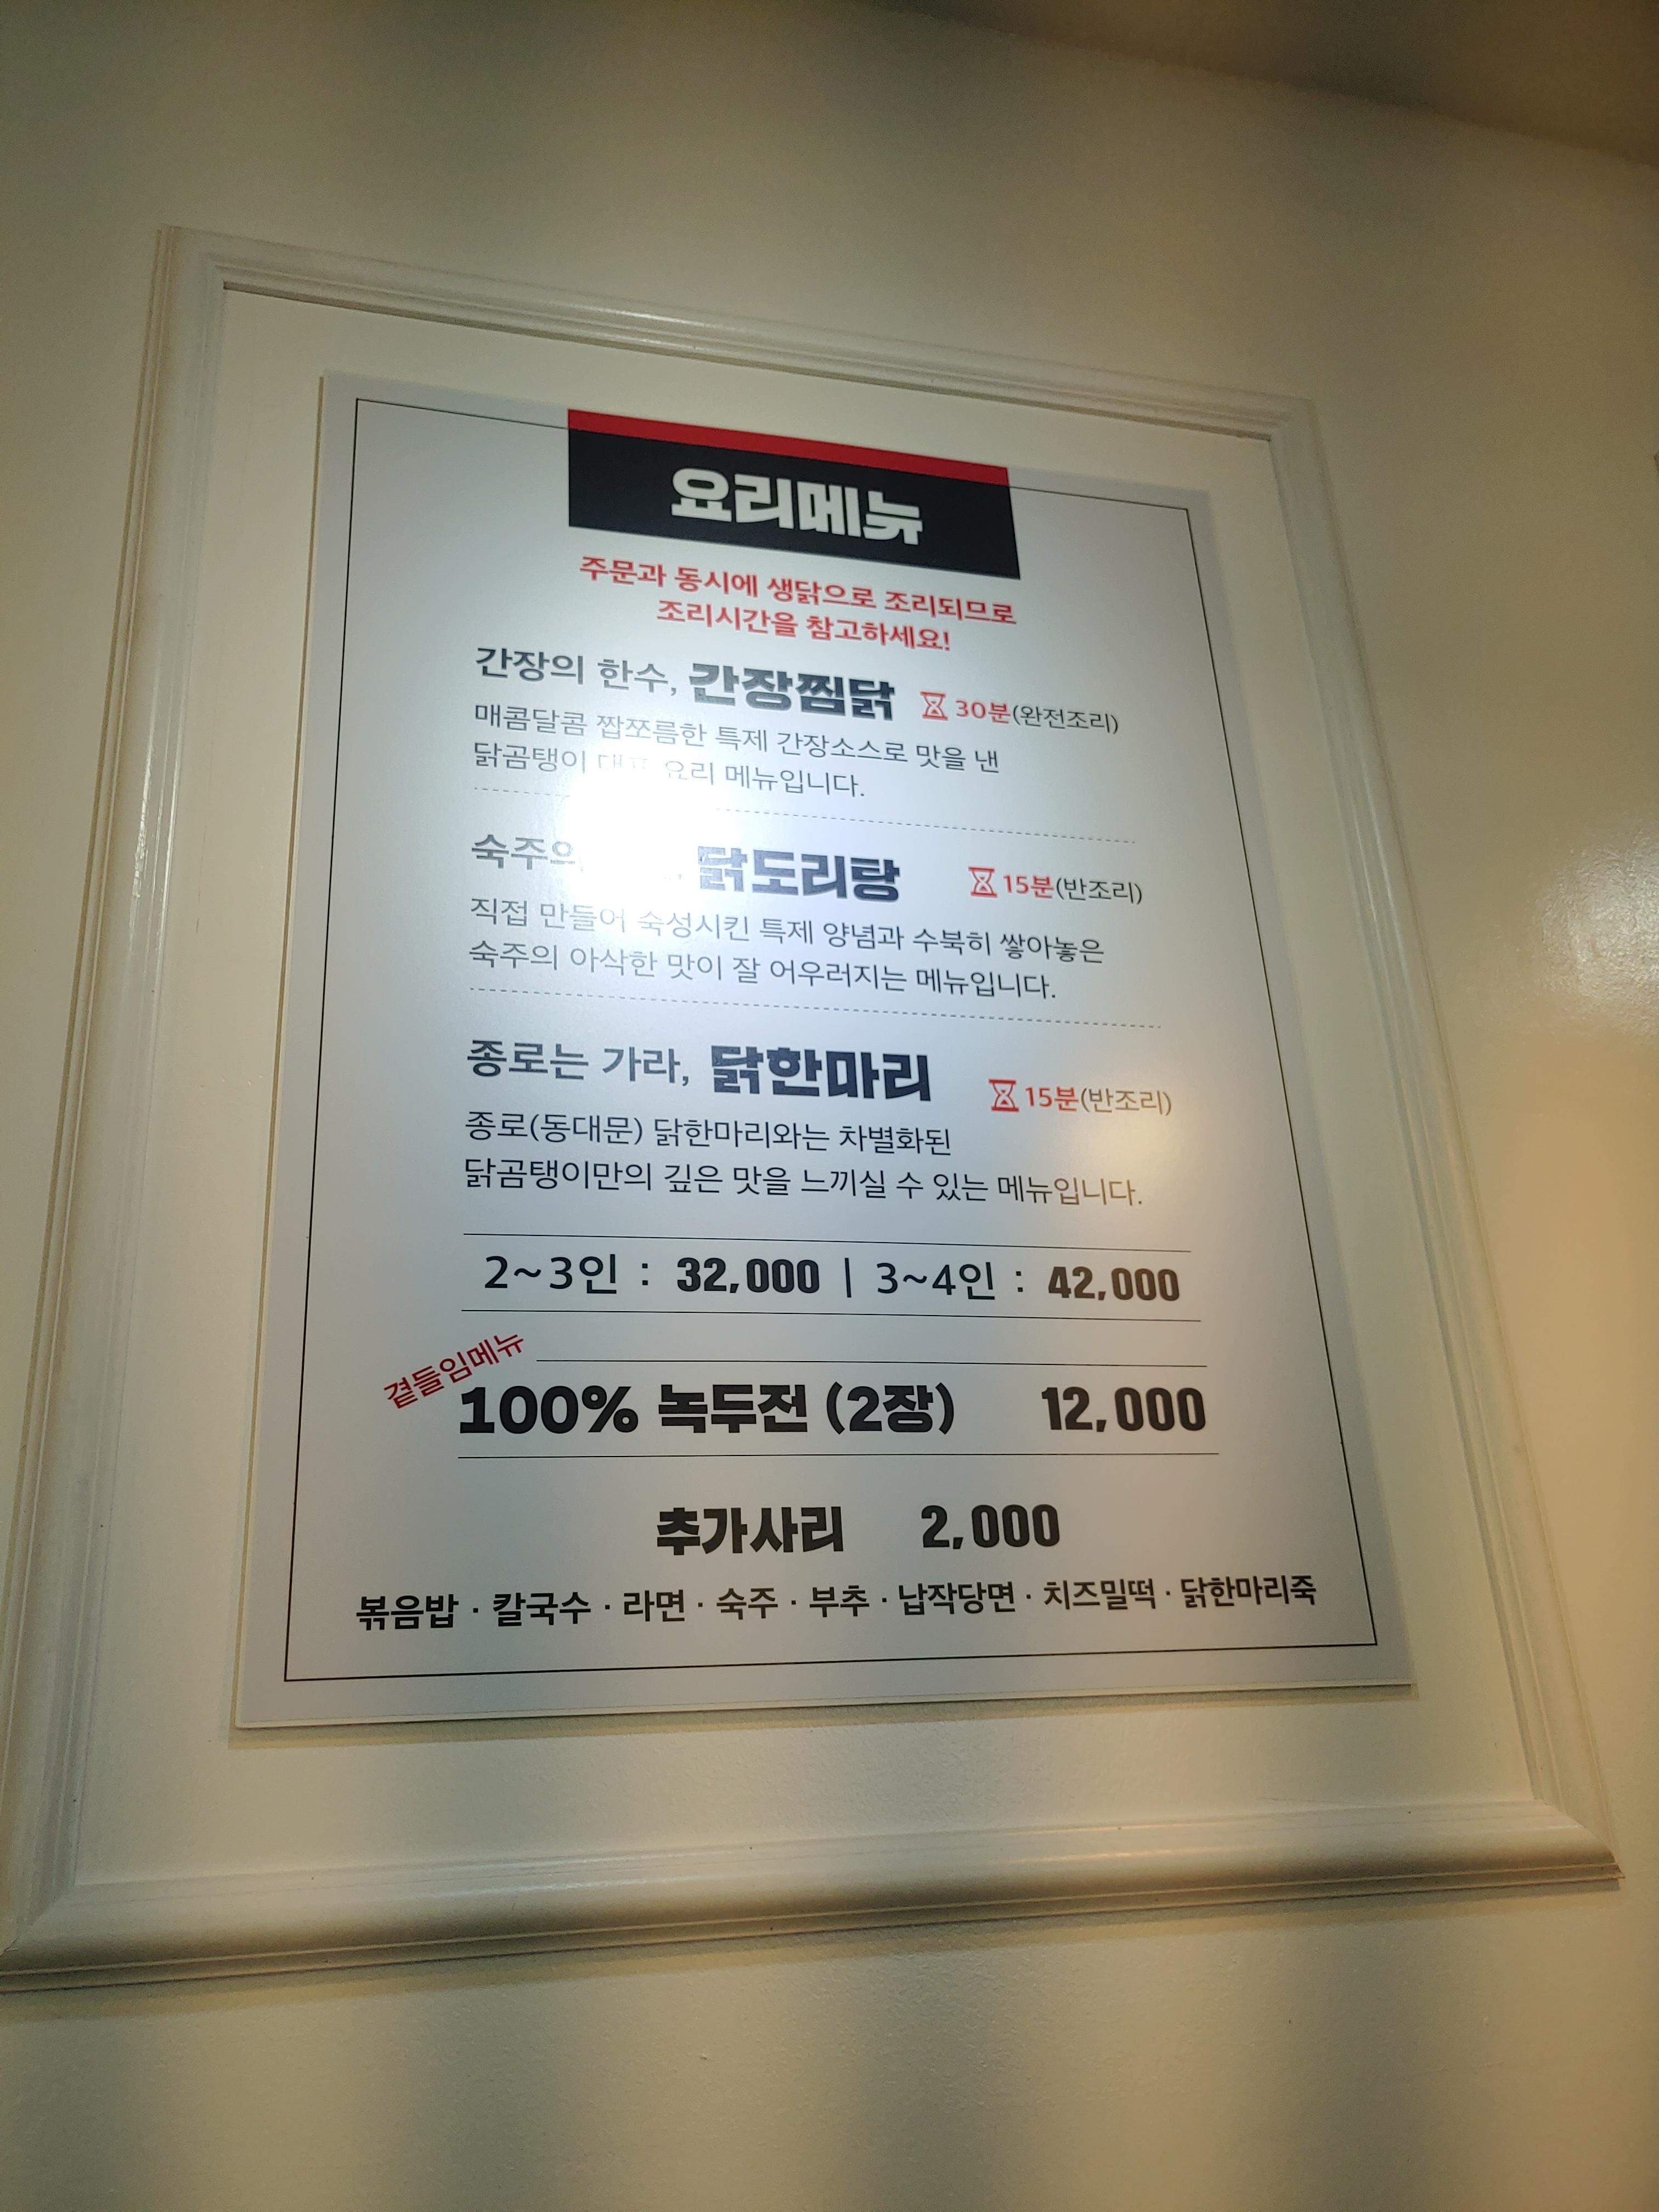 요리메뉴
주문과 동시에 생닭으로 조리되므로
조리시간을 참고하세요!
간장의 한수, 간장찜닭 30분(완전조리)
매콤달콤 짭쪼름한 특제 간장소스로 맛을 낸
닭곰탱이 요리 메뉴입니다.
숙주의 닭도리탕 15분(반조리)
직접 만들어 숙성시킨 특제 양념과 수북히 쌓아놓은
숙주의 아삭한 맛이 잘 어우러지는 메뉴입니다.
종로는 가라, 닭한마리 15분(반조리)
종로(동대문) 닭한마리와는 차별화된
닭곰탱이만의 깊은 맛을 느끼실 수 있는 메뉴입니다.
2~3인 : 32,000 | 3~4인 : 42,000
곁들임메뉴
100% 녹두전 (2장) 12,000
추가사리 2,000
볶음밥 · 칼국수 · 라면 · 숙주 · 부추 · 납작당면 · 치즈밀떡 · 닭한마리죽